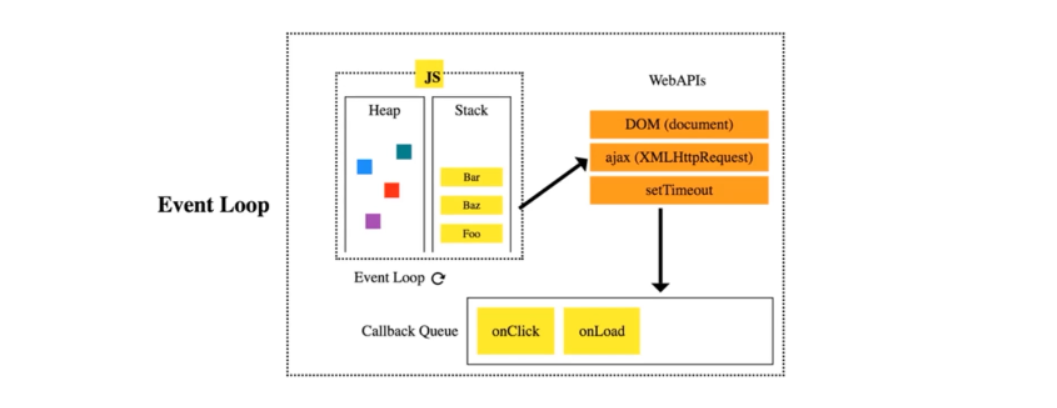 Event Loop
JS
Heap
Stack
Bar
Baz
Foo
Event Loop
WebAPIs
DOM (document)
ajax (XMLHttpRequest)
setTimeout
Callback Queue
onClick
onLoad